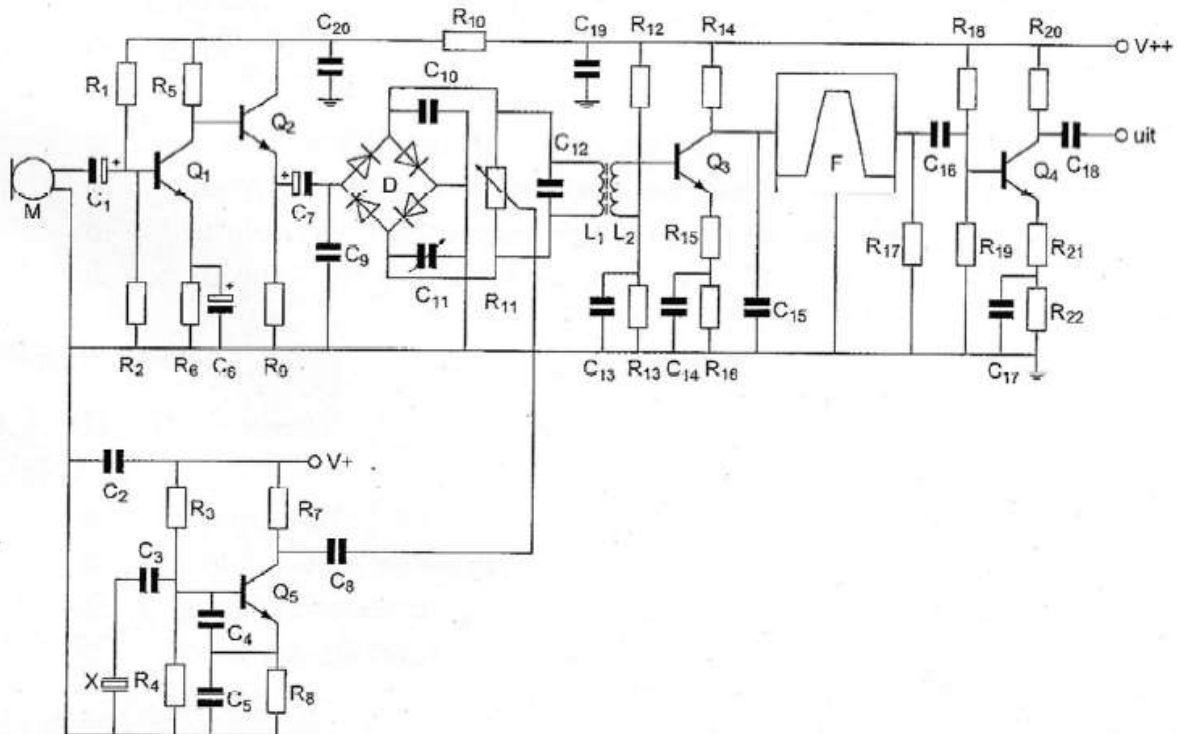 C20 R10 C19 R12 R14 R18 R20
V++
R1 R5 C10
Q2 C12 uit
Q1 D Q3 F C16 Q4 C18
M C1 C7
L1 L2 R15 R17 R19 R21
C9
C11 R11 C15 R22
R2 R6 C6 R9 C13 R13 C14 R16 C17
V+
C2
R3 R7
C3
Q5 C8
C4
X R4 C5 R8